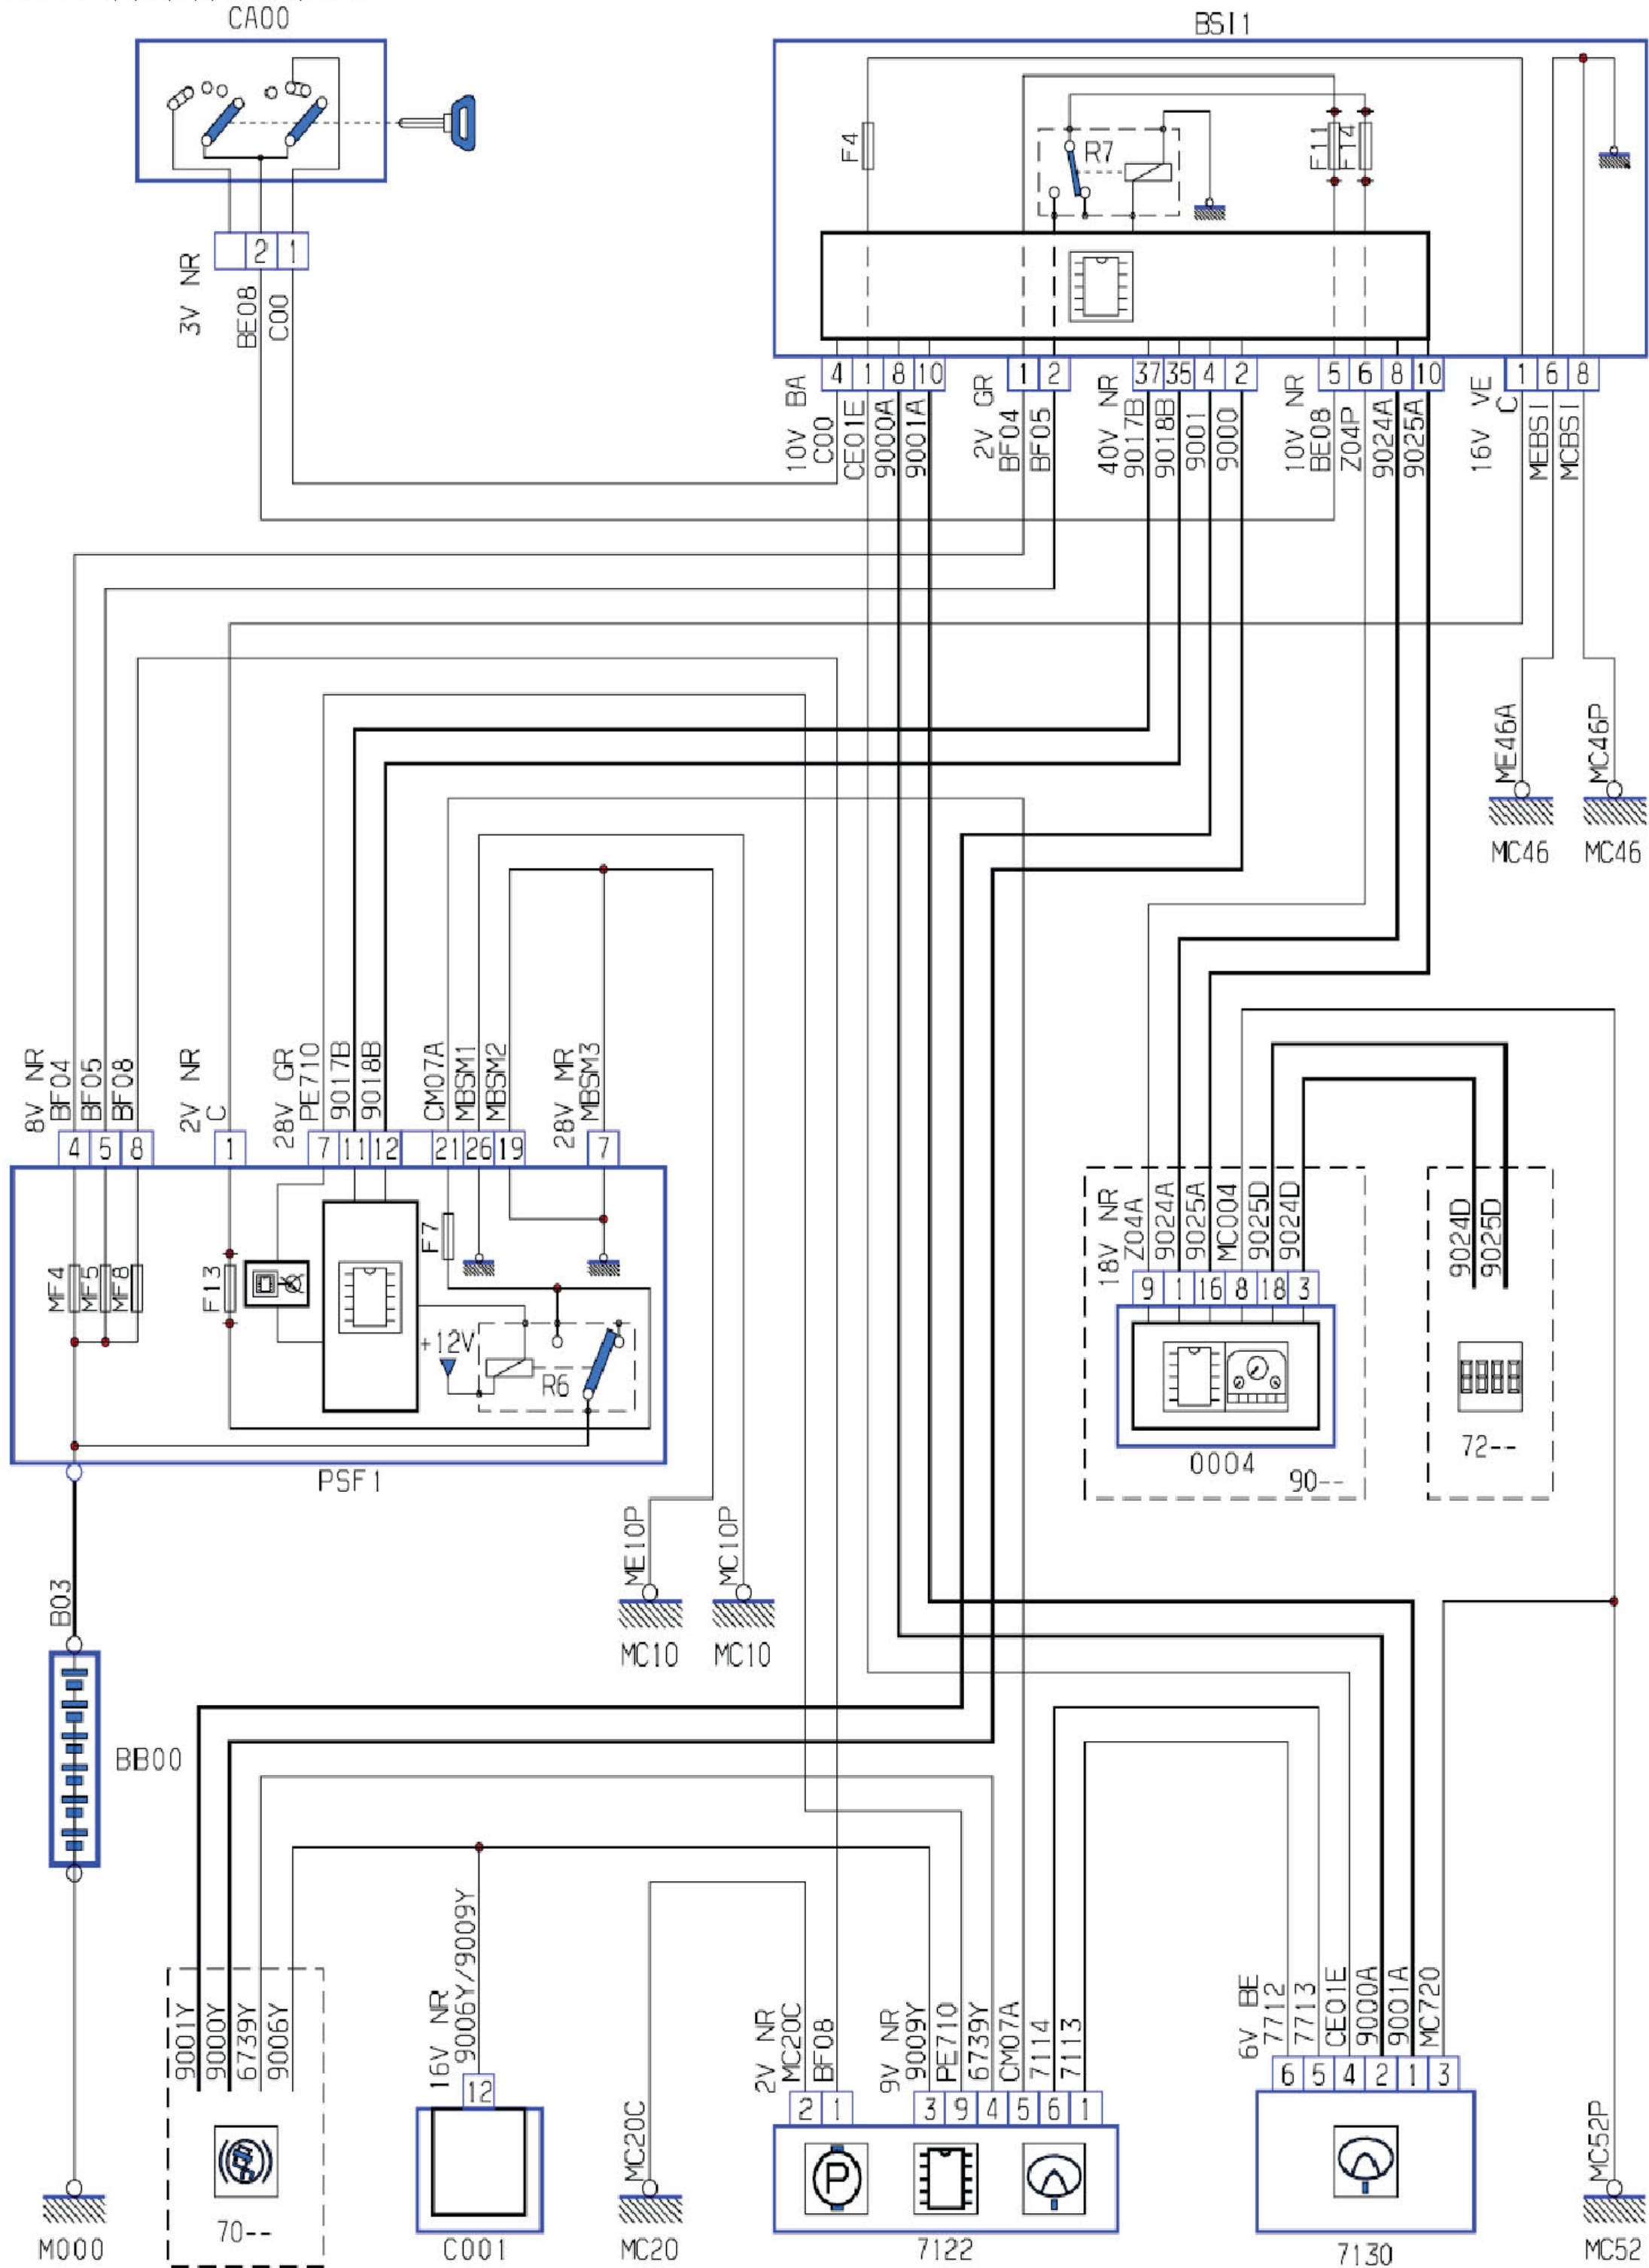 CA00
BSI1
F4
R7
F11
F14
3V NR
2
1
BE08
C00
10V BA
4
1
8
10
C00
CE01E
9000A
9001A
2V GR
1
2
BF04
BF05
40V NR
37
35
4
2
9017B
9018B
9001
9000
10V NR
5
6
8
10
BE08
Z04P
9024A
9025A
16V VE
1
6
8
C
MEBSI
MCBSI
ME46A
MC46P
MC46
MC46
8V NR
BF04
BF05
BF08
4
5
8
2V NR
C
1
28V GR
PE710
9017B
9018B
CM07A
MBSM1
MBSM2
7
11
12
21
26
19
28V MR
MBSM3
7
MF4
MF5
MF8
F13
F7
+12V
R6
PSF1
18V NR
Z04A
9024A
9025A
MC004
9025D
9024D
9
1
16
8
18
3
0004
90--
9024D
9025D
72--
B03
ME10P
MC10P
MC10
MC10
BB00
9001Y
9000Y
6739Y
9006Y
70--
16V NR
9006Y/9009Y
12
C001
MC20C
MC20
2V NR
MC20C
BF08
2
1
9V NR
9009Y
PE710
6739Y
CM07A
7114
7113
3
9
4
5
6
1
7122
6V BE
7712
7713
CE01E
9000A
9001A
MC720
6
5
4
2
1
3
7130
MC52P
MC52
M000